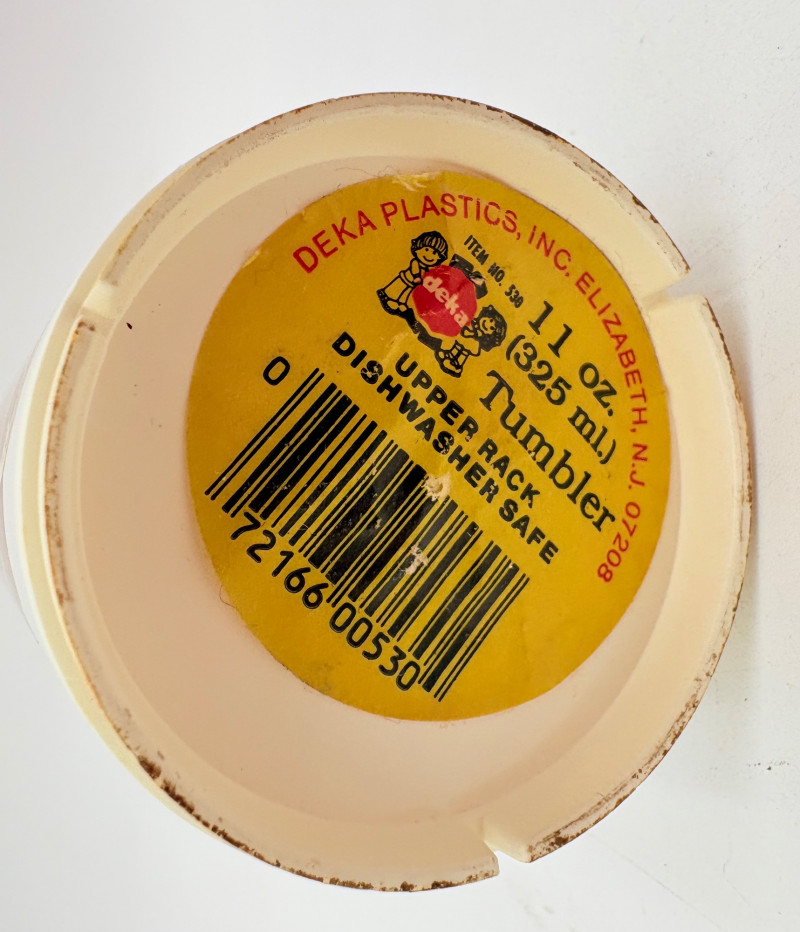 DEKA PLASTICS, INC. ELIZABETH, N.J. 07208
ITEM NO. 530
deka
11 oz.
(325 ml.)
Tumbler
UPPER RACK
DISHWASHER SAFE
0
72166 00530